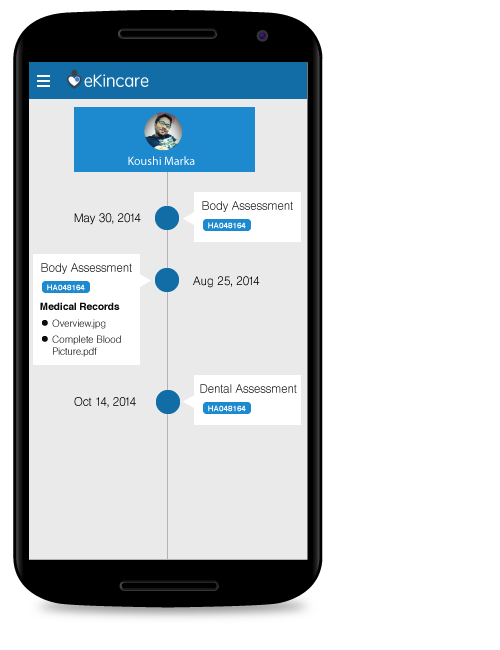 eKincare
Koushi Marka
May 30, 2014
Body Assessment
HA048164
Body Assessment
HA048164
Medical Records
Overview.jpg
Complete Blood
Picture.pdf
Aug 25, 2014
Oct 14, 2014
Dental Assessment
HA048164